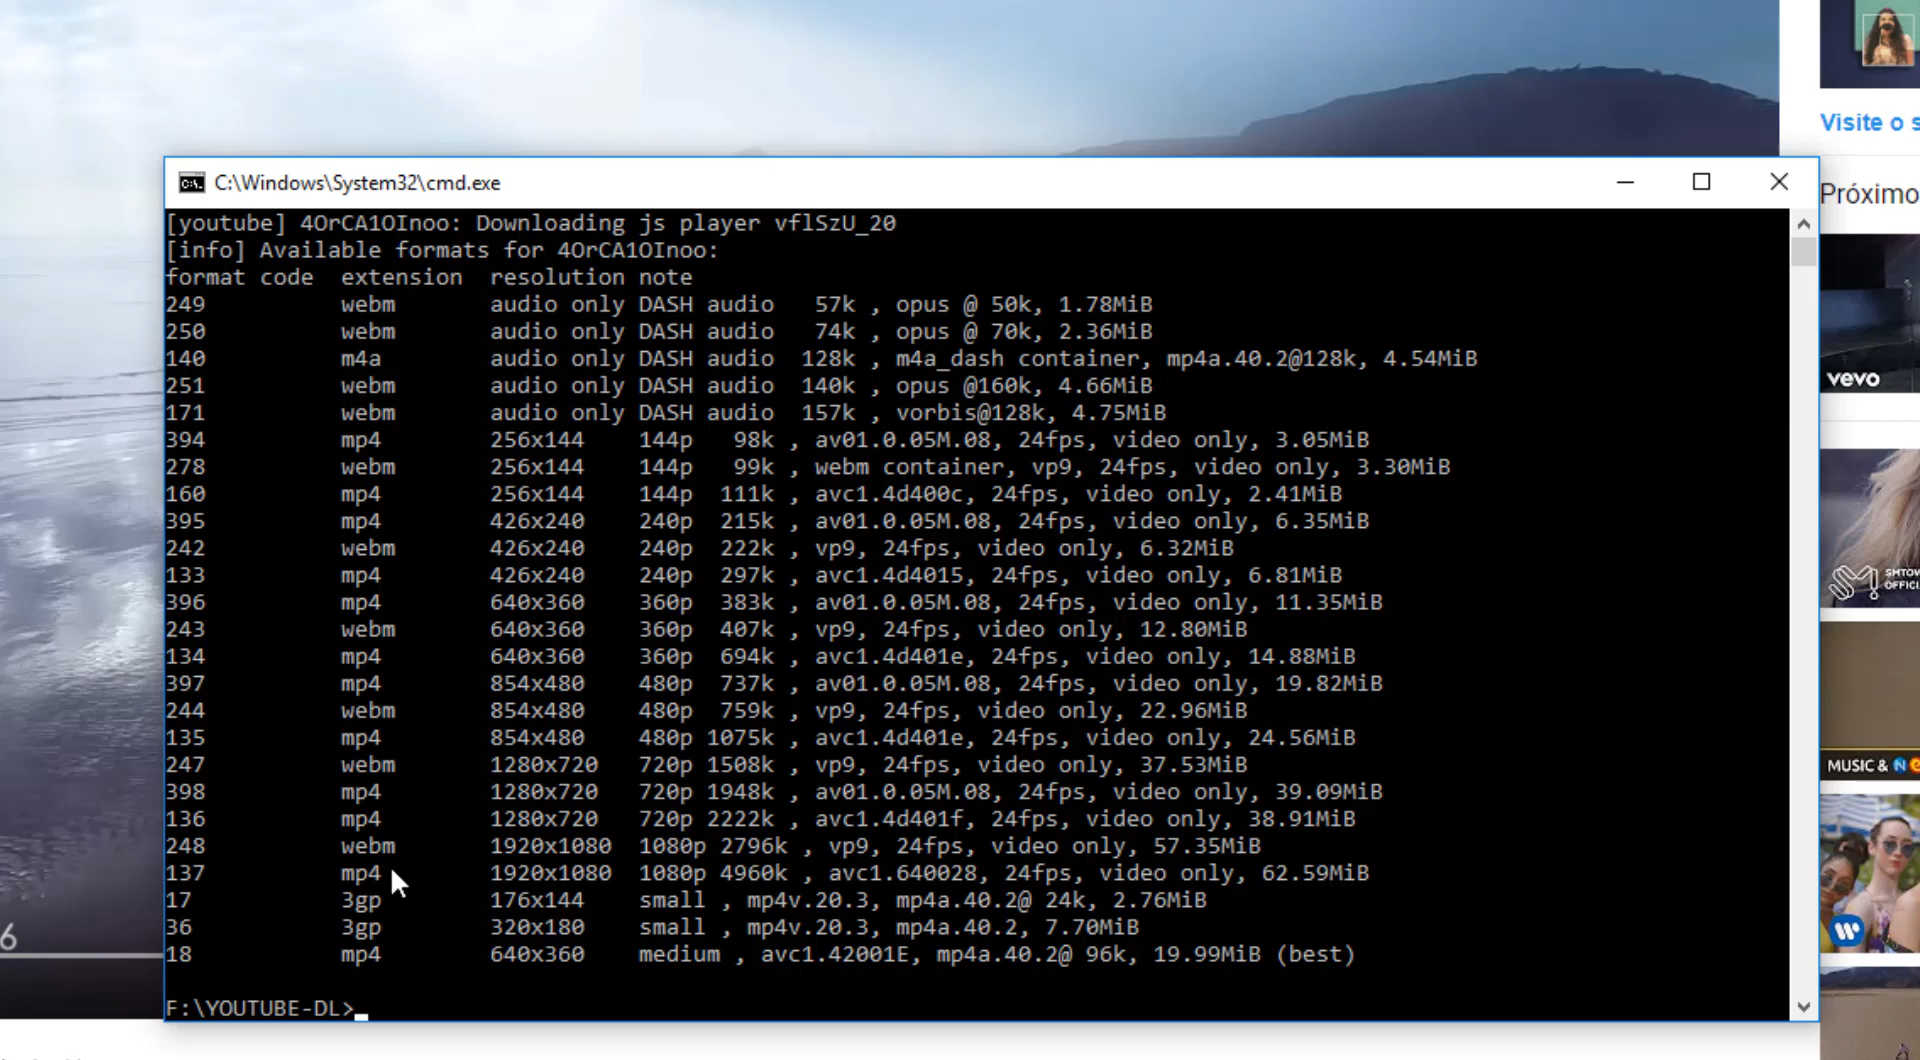 Visite o s
C:\Windows\System32\cmd.exe
Próximo
[youtube] 4OrCA1OInoo: Downloading js player vflSzU_20
[info] Available formats for 4OrCA1OInoo:
format code  extension  resolution note
249          webm       audio only DASH audio   57k , opus @ 50k, 1.78MiB
250          webm       audio only DASH audio   74k , opus @ 70k, 2.36MiB
140          m4a        audio only DASH audio  128k , m4a_dash container, mp4a.40.2@128k, 4.54MiB
251          webm       audio only DASH audio  140k , opus @160k, 4.66MiB
171          webm       audio only DASH audio  157k , vorbis@128k, 4.75MiB
394          mp4        256x144    144p   98k , av01.0.05M.08, 24fps, video only, 3.05MiB
278          webm       256x144    144p   99k , webm container, vp9, 24fps, video only, 3.30MiB
160          mp4        256x144    144p  111k , avc1.4d400c, 24fps, video only, 2.41MiB
395          mp4        426x240    240p  215k , av01.0.05M.08, 24fps, video only, 6.35MiB
242          webm       426x240    240p  222k , vp9, 24fps, video only, 6.32MiB
133          mp4        426x240    240p  297k , avc1.4d4015, 24fps, video only, 6.81MiB
396          mp4        640x360    360p  383k , av01.0.05M.08, 24fps, video only, 11.35MiB
243          webm       640x360    360p  407k , vp9, 24fps, video only, 12.80MiB
134          mp4        640x360    360p  694k , avc1.4d401e, 24fps, video only, 14.88MiB
397          mp4        854x480    480p  737k , av01.0.05M.08, 24fps, video only, 19.82MiB
244          webm       854x480    480p  759k , vp9, 24fps, video only, 22.96MiB
135          mp4        854x480    480p 1075k , avc1.4d401e, 24fps, video only, 24.56MiB
247          webm       1280x720   720p 1508k , vp9, 24fps, video only, 37.53MiB
398          mp4        1280x720   720p 1948k , av01.0.05M.08, 24fps, video only, 39.09MiB
136          mp4        1280x720   720p 2222k , avc1.4d401f, 24fps, video only, 38.91MiB
248          webm       1920x1080  1080p 2796k , vp9, 24fps, video only, 57.35MiB
137          mp4        1920x1080  1080p 4960k , avc1.640028, 24fps, video only, 62.59MiB
17           3gp        176x144    small , mp4v.20.3, mp4a.40.2@ 24k, 2.76MiB
36           3gp        320x180    small , mp4v.20.3, mp4a.40.2, 7.70MiB
18           mp4        640x360    medium , avc1.42001E, mp4a.40.2@ 96k, 19.99MiB (best)
F:\YOUTUBE-DL>
6
vevo
SMTOW
OFFICI
MUSIC & N
W